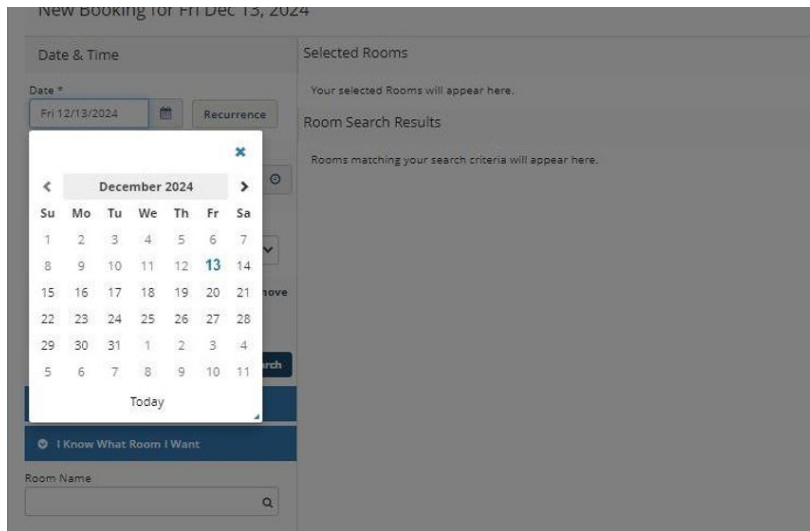 New Booking for Fri Dec 13, 2024
Date & Time
Selected Rooms
Date *
Your selected Rooms will appear here.
Fri 12/13/2024
Recurrence
Room Search Results
Rooms matching your search criteria will appear here.
December 2024
Su Mo Tu We Th Fr Sa
1 2 3 4 5 6 7
8 9 10 11 12 13 14
15 16 17 18 19 20 21
22 23 24 25 26 27 28
29 30 31 1 2 3 4
5 6 7 8 9 10 11
Today
I Know What Room I Want
Room Name